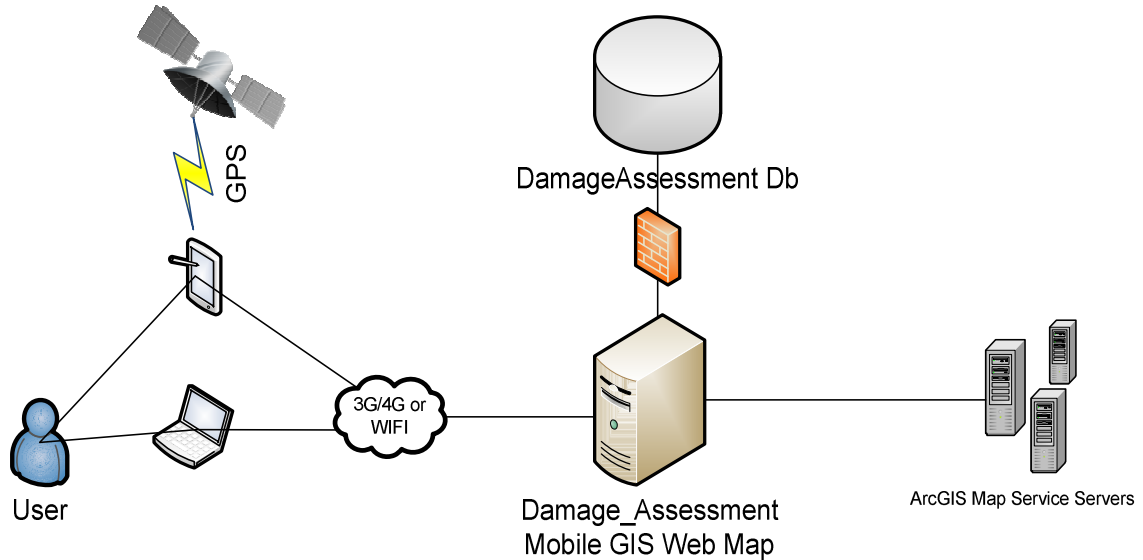 GPS
DamageAssessment Db
3G/4G or
WIFI
User
Damage_Assessment
Mobile GIS Web Map
ArcGIS Map Service Servers